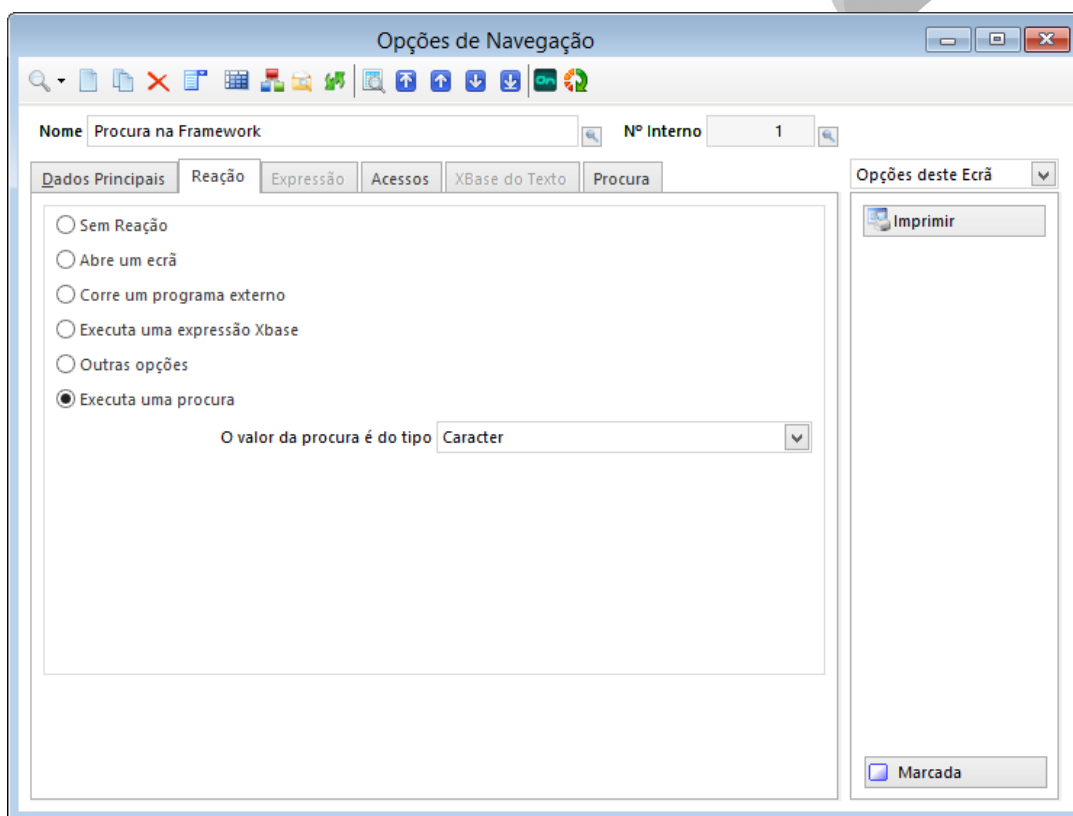 Opções de Navegação
Nome Procura na Framework Nº Interno 1
Dados Principais Reação Expressão Acessos XBase do Texto Procura Opções deste Ecrã
Sem Reação Imprimir
Abre um ecrã
Corre um programa externo
Executa uma expressão Xbase
Outras opções
Executa uma procura
O valor da procura é do tipo Caracter
Marcada